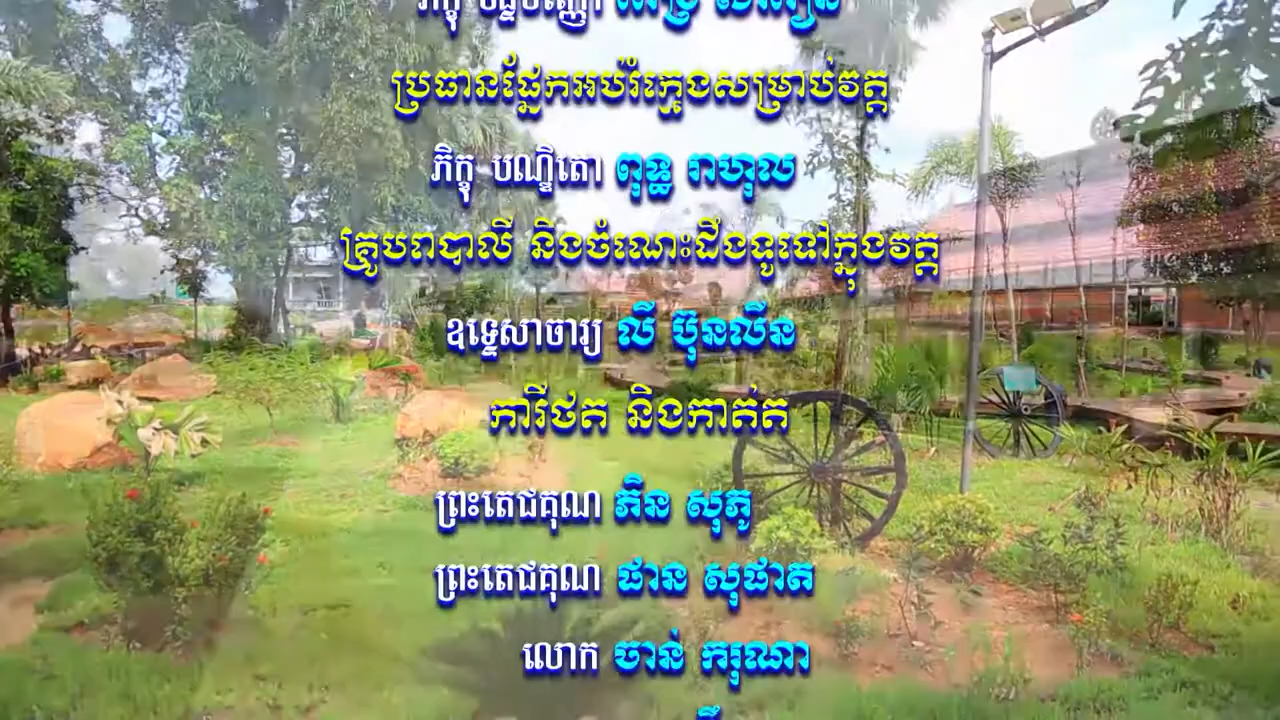 ប្រធានផ្នែកអប់រំក្មេងសម្រាប់វត្ត
ភិក្ខុ បណ្ឌិតោ ពុទ្ធ រាហុល
គ្រូបពបាលី និងចំណេះដឹងទូទៅក្នុងវត្ត
ឧទ្ទេសាចារ្យ លី ប៊ុនលីន
ការីថត និងកាត់ត
ព្រះតេជគុណ ភិន សុភូ
ព្រះតេជគុណ ផាន សុផាត
លោក ចាន់ ករុណា